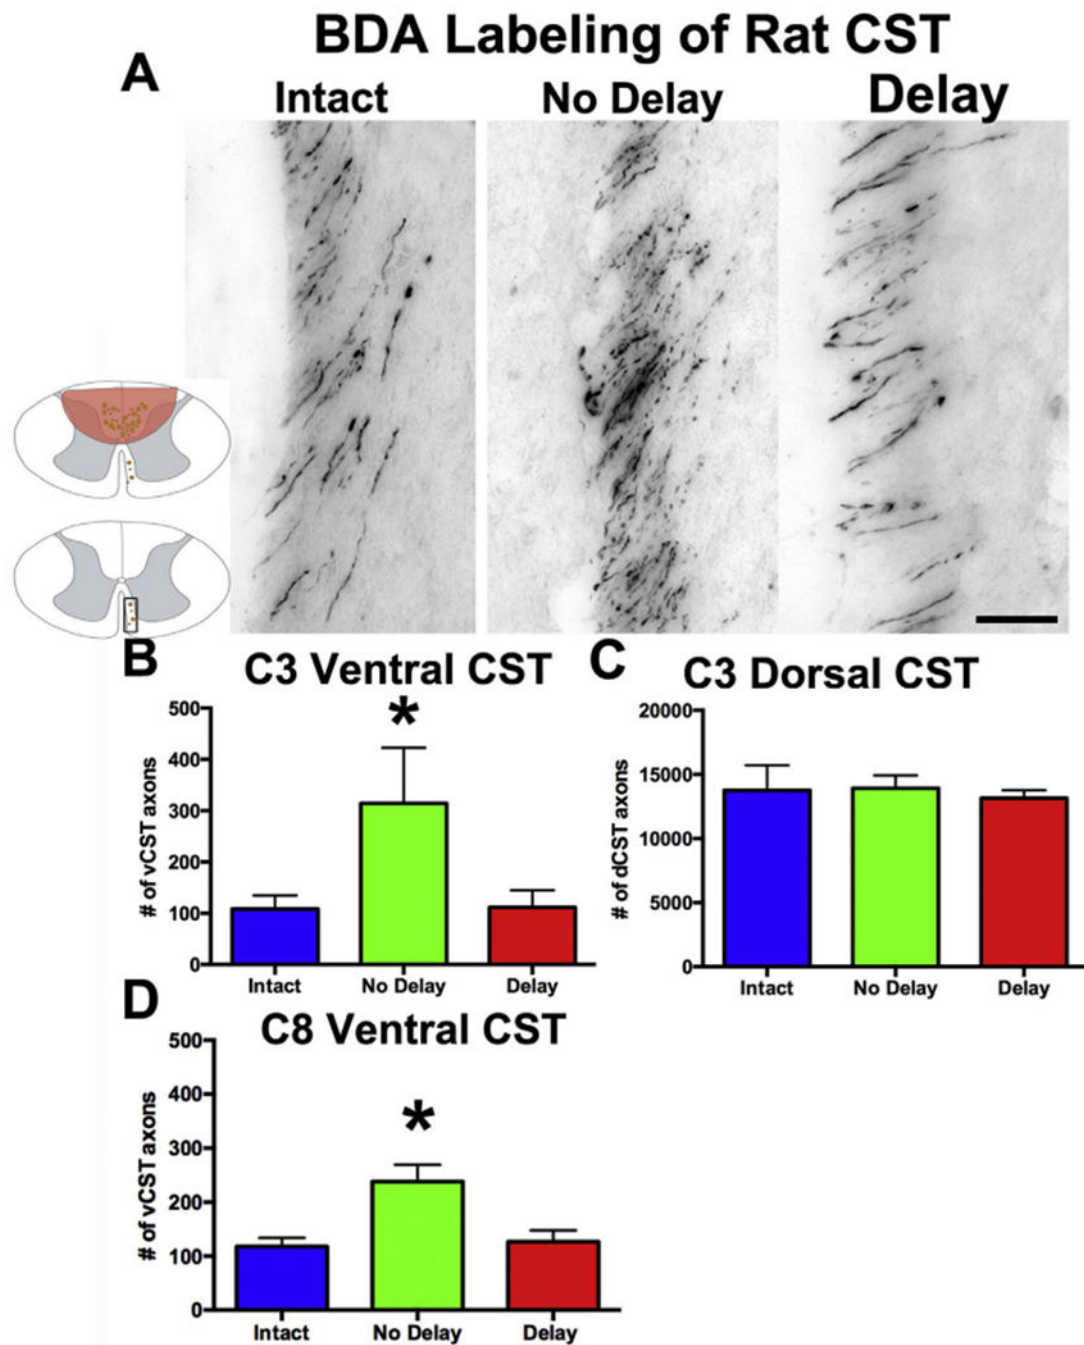 BDA Labeling of Rat CST
A
Intact No Delay Delay
B
C3 Ventral CST
# of vCST axons
500
400
300
200
100
0
*
Intact No Delay Delay
C
C3 Dorsal CST
# of dCST axons
20000
15000
10000
5000
0
Intact No Delay Delay
D
C8 Ventral CST
# of vCST axons
500
400
300
200
100
0
*
Intact No Delay Delay